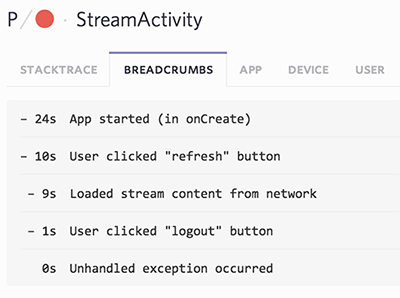 P/ · StreamActivity
STACKTRACE BREADCRUMBS APP DEVICE USER
– 24s App started (in onCreate)
– 10s User clicked "refresh" button
– 9s Loaded stream content from network
– 1s User clicked "logout" button
0s Unhandled exception occurred